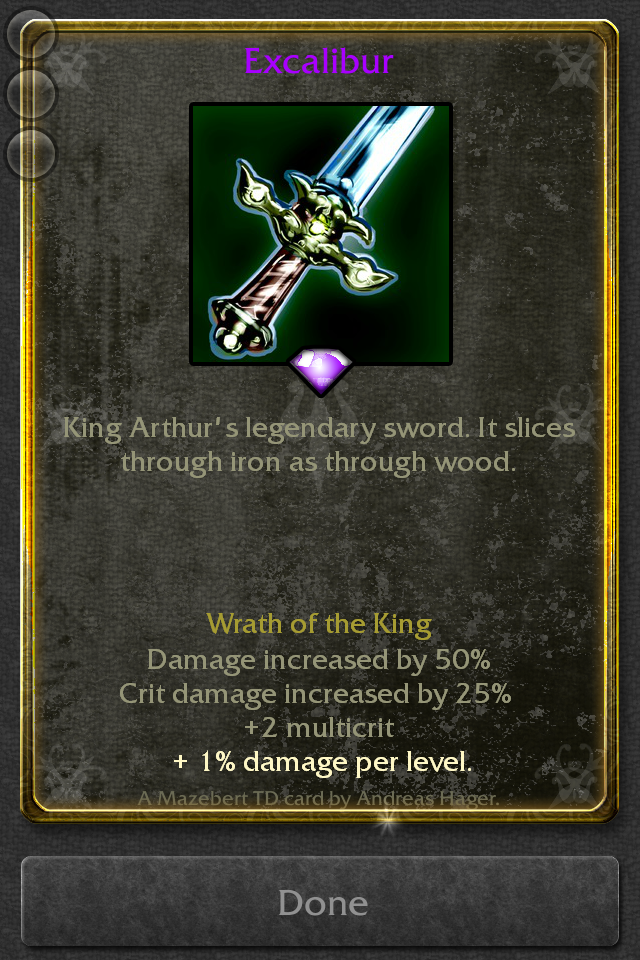 Excalibur
King Arthur's legendary sword. It slices
through iron as through wood.
Wrath of the King
Damage increased by 50%
Crit damage increased by 25%
+2 multicrit
+ 1% damage per level.
A Mazebert TD card by Andreas Hager.
Done